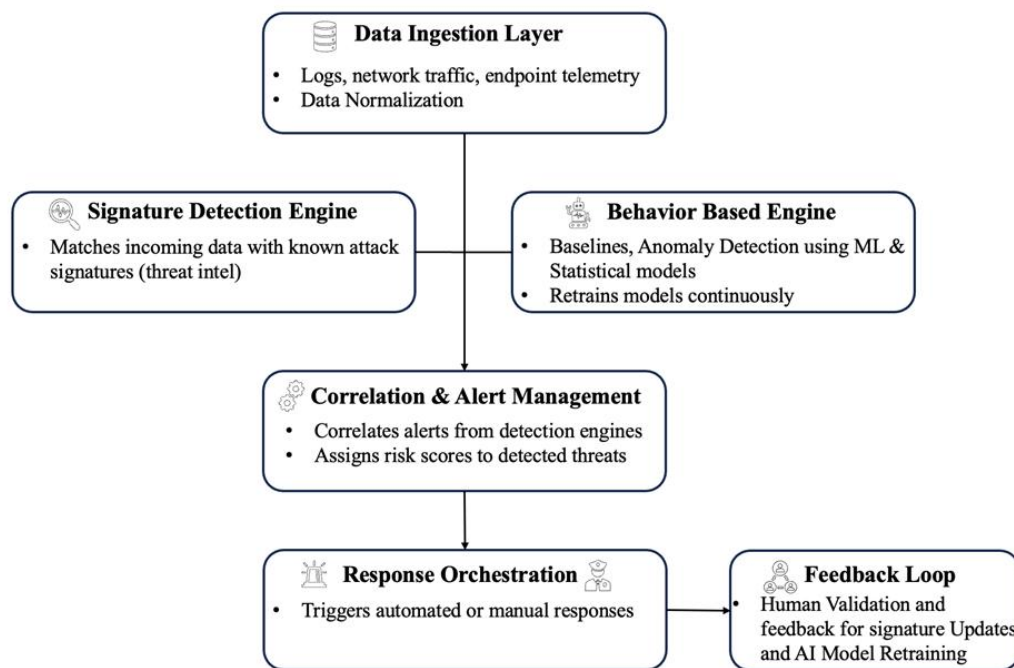 Data Ingestion Layer
• Logs, network traffic, endpoint telemetry
• Data Normalization
Signature Detection Engine
• Matches incoming data with known attack
signatures (threat intel)
Behavior Based Engine
• Baselines, Anomaly Detection using ML &
Statistical models
• Retrains models continuously
Correlation & Alert Management
• Correlates alerts from detection engines
• Assigns risk scores to detected threats
Response Orchestration
• Triggers automated or manual responses
Feedback Loop
• Human Validation and
feedback for signature Updates
and AI Model Retraining